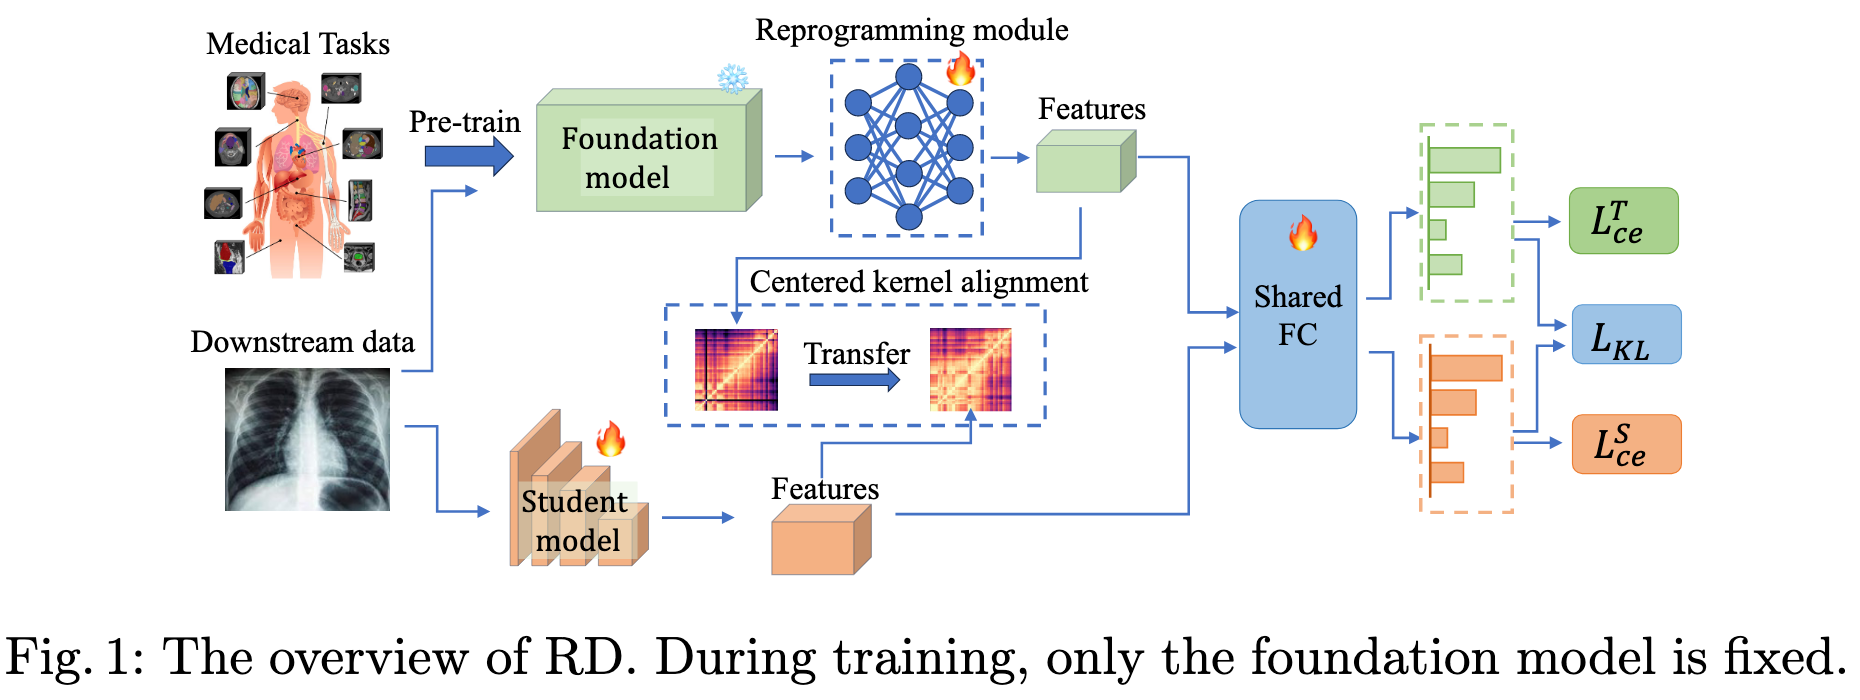 Medical Tasks
Pre-train
Foundation
model
Reprogramming module
Features
Centered kernel alignment
Transfer
Downstream data
Student
model
Features
Shared
FC
L_{ce}^{T}
L_{KL}
L_{ce}^{S}
Fig. 1: The overview of RD. During training, only the foundation model is fixed.